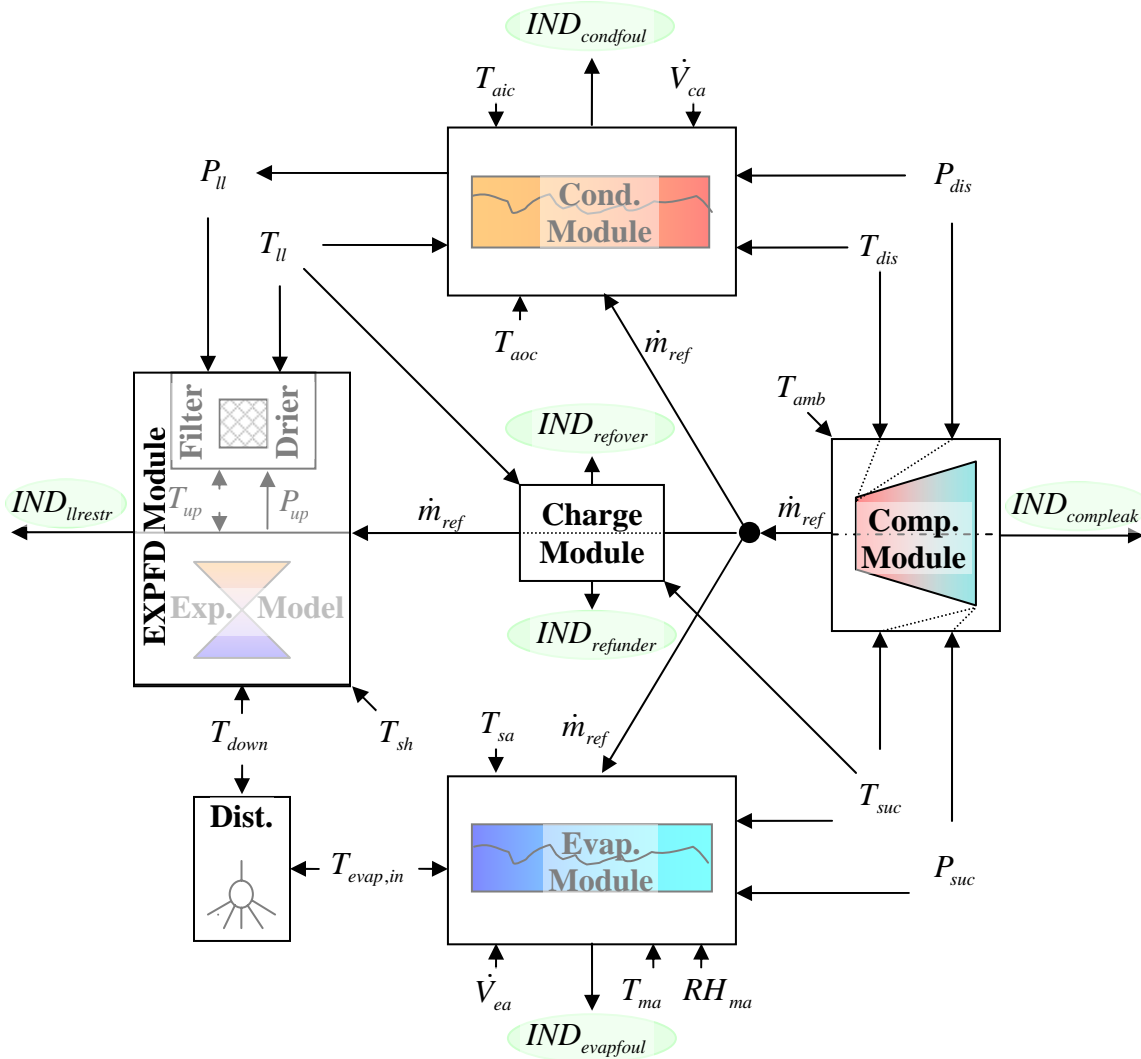 IND_condfoul
T_aic
V̇_ca
P_ll
Cond.
Module
P_dis
T_ll
T_dis
T_aoc
ṁ_ref
T_amb
Filter
Drier
EXPFD Module
IND_refover
IND_llrestr
T_up
P_up
ṁ_ref
Charge
Module
ṁ_ref
Comp.
Module
IND_compleak
Exp. Model
IND_refunder
T_down
T_sh
T_sa
ṁ_ref
T_suc
Dist.
Evap.
Module
T_evap,in
P_suc
V̇_ea
T_ma
RH_ma
IND_evapfoul